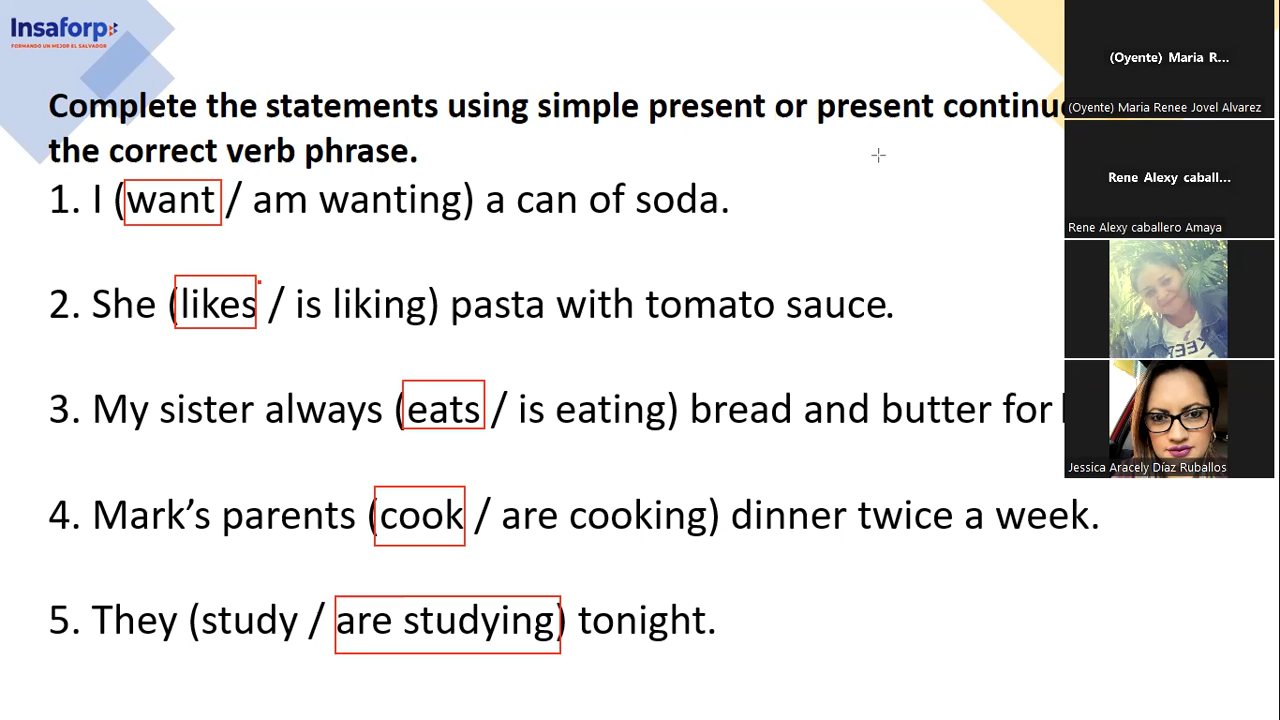 Insaforp
FORMANDO UN MEJOR EL SALVADOR
Complete the statements using simple present or present continu
the correct verb phrase.
1. I (want / am wanting) a can of soda.
2. She (likes / is liking) pasta with tomato sauce.
3. My sister always (eats / is eating) bread and butter for
4. Mark’s parents (cook / are cooking) dinner twice a week.
5. They (study / are studying) tonight.
(Oyente) Maria R...
(Oyente) Maria Renee Jovel Alvarez
Rene Alexy caball...
Rene Alexy caballero Amaya
Jessica Aracely Díaz Ruballos